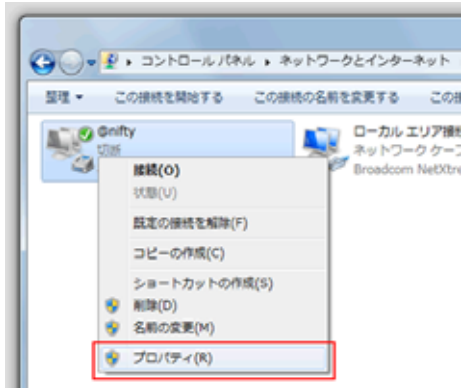 コントロール パネル ▸ ネットワークとインターネット
整理 ▼ この接続を開始する この接続の名前を変更する この
@nifty
切断
ローカル エリア接
ネットワーク ケーブ
Broadcom NetXtre
接続(O)
状態(U)
既定の接続を解除(F)
コピーの作成(C)
ショートカットの作成(S)
削除(D)
名前の変更(M)
プロパティ(R)